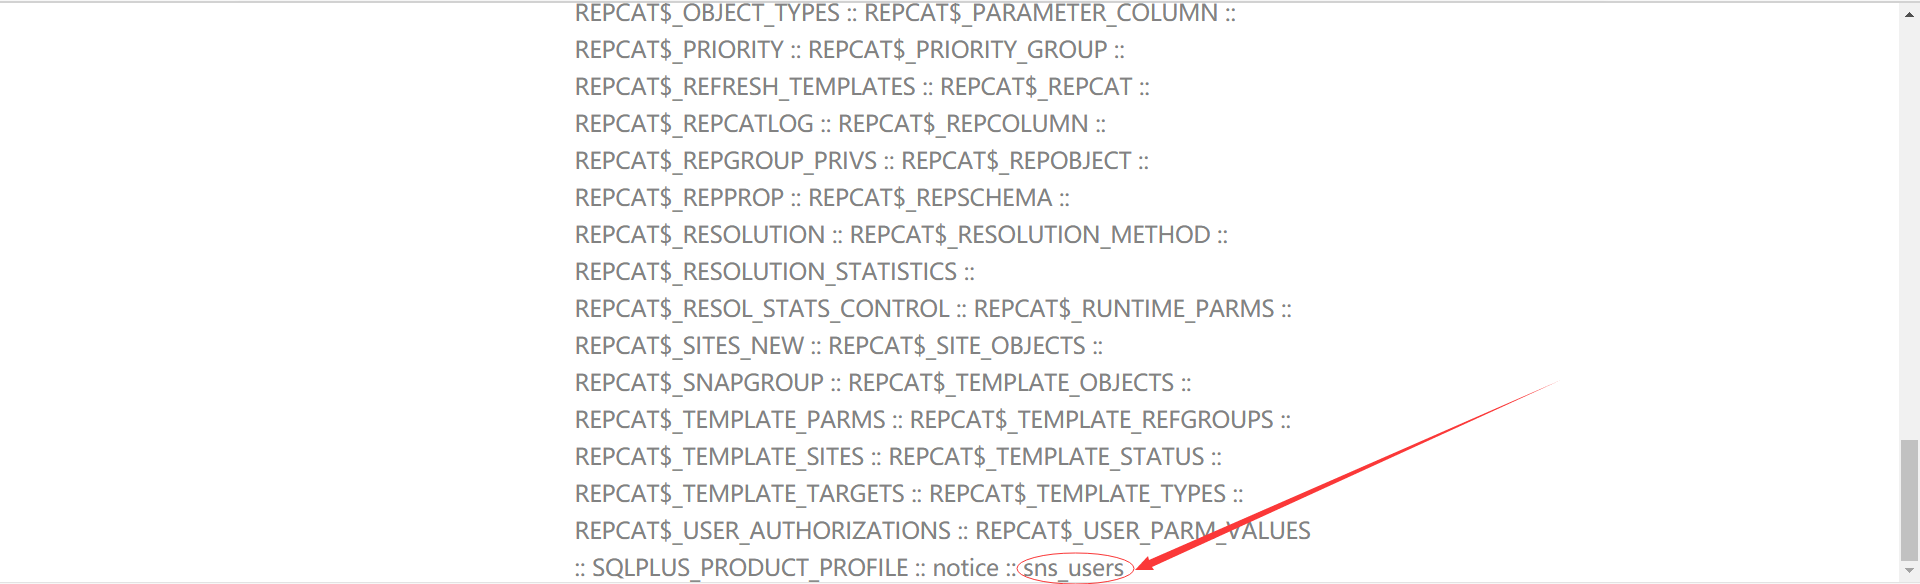 REPCAT$_OBJECT_TYPES :: REPCAT$_PARAMETER_COLUMN ::
REPCAT$_PRIORITY :: REPCAT$_PRIORITY_GROUP ::
REPCAT$_REFRESH_TEMPLATES :: REPCAT$_REPCAT ::
REPCAT$_REPCATLOG :: REPCAT$_REPCOLUMN ::
REPCAT$_REPGROUP_PRIVS :: REPCAT$_REPOBJECT ::
REPCAT$_REPPROP :: REPCAT$_REPSCHEMA ::
REPCAT$_RESOLUTION :: REPCAT$_RESOLUTION_METHOD ::
REPCAT$_RESOLUTION_STATISTICS ::
REPCAT$_RESOL_STATS_CONTROL :: REPCAT$_RUNTIME_PARMS ::
REPCAT$_SITES_NEW :: REPCAT$_SITE_OBJECTS ::
REPCAT$_SNAPGROUP :: REPCAT$_TEMPLATE_OBJECTS ::
REPCAT$_TEMPLATE_PARMS :: REPCAT$_TEMPLATE_REFGROUPS ::
REPCAT$_TEMPLATE_SITES :: REPCAT$_TEMPLATE_STATUS ::
REPCAT$_TEMPLATE_TARGETS :: REPCAT$_TEMPLATE_TYPES ::
REPCAT$_USER_AUTHORIZATIONS :: REPCAT$_USER_PARM_VALUES
:: SQLPLUS_PRODUCT_PROFILE :: notice :: sns_users